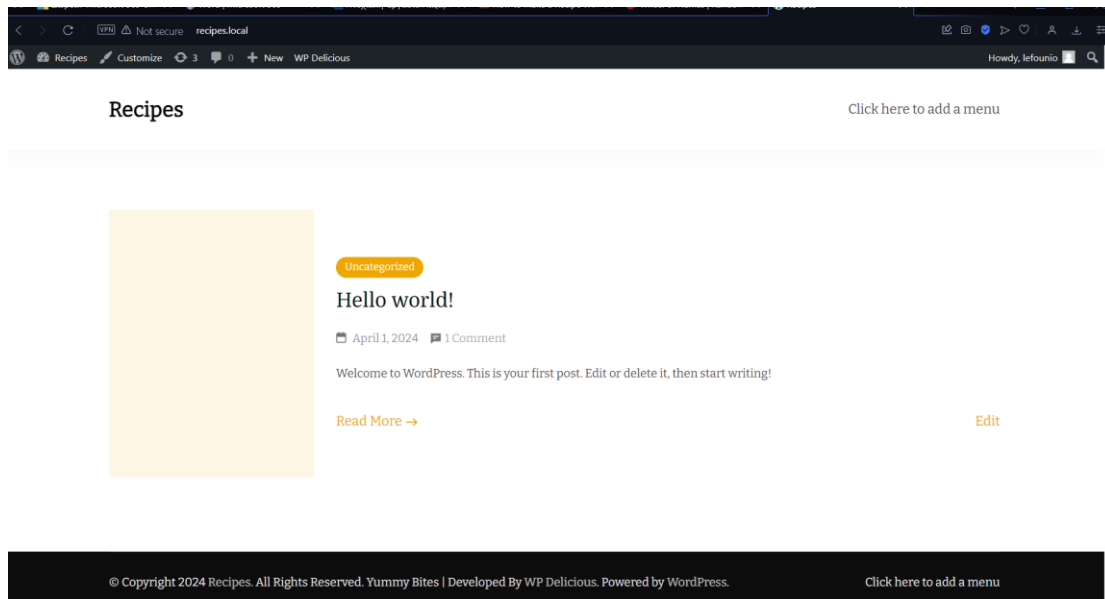 VPN Not secure recipes.local
Recipes Customize 3 0 New WP Delicious Howdy, lefounio
Recipes Click here to add a menu
Uncategorized
Hello world!
April 1, 2024 1 Comment
Welcome to WordPress. This is your first post. Edit or delete it, then start writing!
Read More → Edit
© Copyright 2024 Recipes. All Rights Reserved. Yummy Bites | Developed By WP Delicious. Powered by WordPress. Click here to add a menu